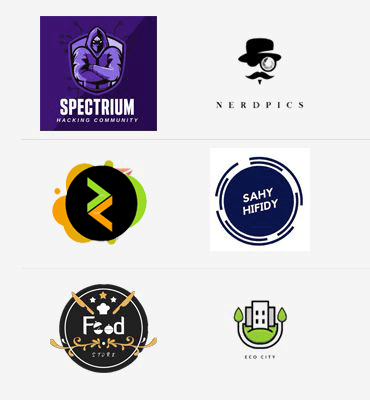 SPECTRIUM
HACKING COMMUNITY
NERDPICS
SAHY
HIFIDY
Food
STORE
ECO CITY